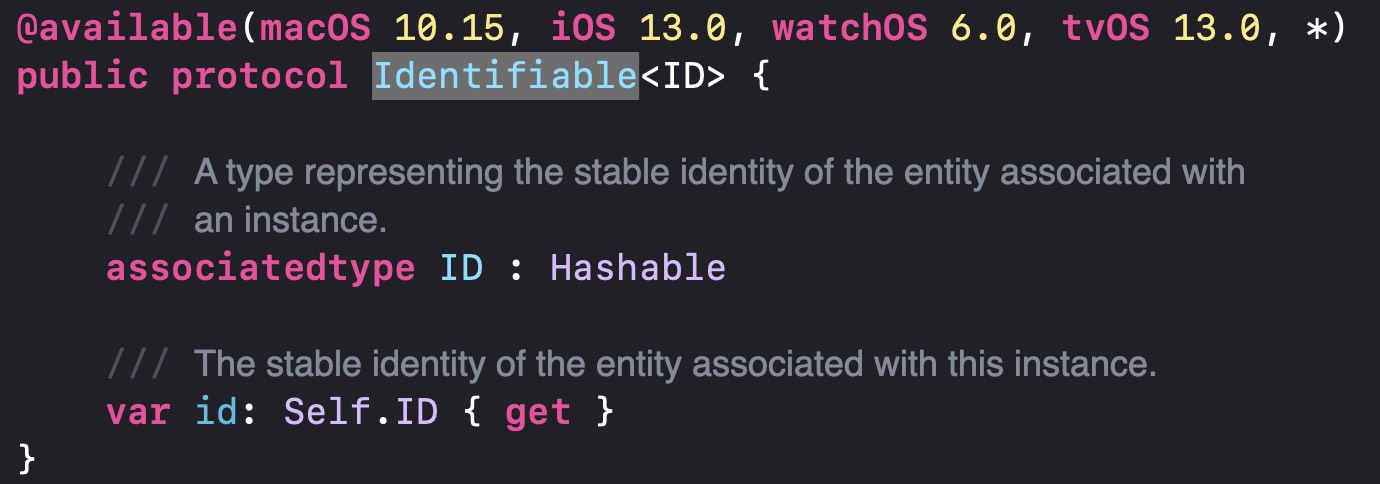 @available(macOS 10.15, iOS 13.0, watchOS 6.0, tvOS 13.0, *)
public protocol Identifiable<ID> {
/// A type representing the stable identity of the entity associated with
/// an instance.
associatedtype ID : Hashable
/// The stable identity of the entity associated with this instance.
var id: Self.ID { get }
}